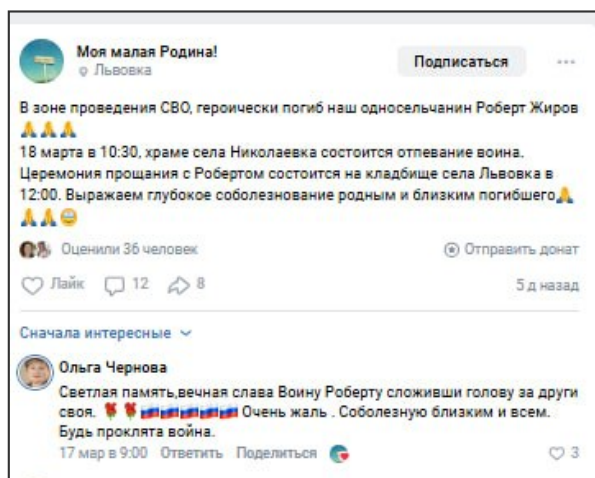 Моя малая Родина!
Львовка
Подписаться
В зоне проведения СВО, героически погиб наш односельчанин Роберт Жиров
🙏🙏🙏
18 марта в 10:30, храме села Николаевка состоится отпевание воина.
Церемония прощания с Робертом состоится на кладбище села Львовка в
12:00. Выражаем глубокое соболезнование родным и близким погибшего🙏
🙏🙏😷
Оценили 36 человек
Отправить донат
Лайк 12 8
5 д назад
Сначала интересные
Ольга Чернова
Светлая память,вечная слава Воину Роберту сложивши голову за други
своя. 🌹🌹🇷🇺🇷🇺🇷🇺🇷🇺🇷🇺 Очень жаль . Соболезную близким и всем.
Будь проклята война.
17 мар в 9:00 Ответить Поделиться
3